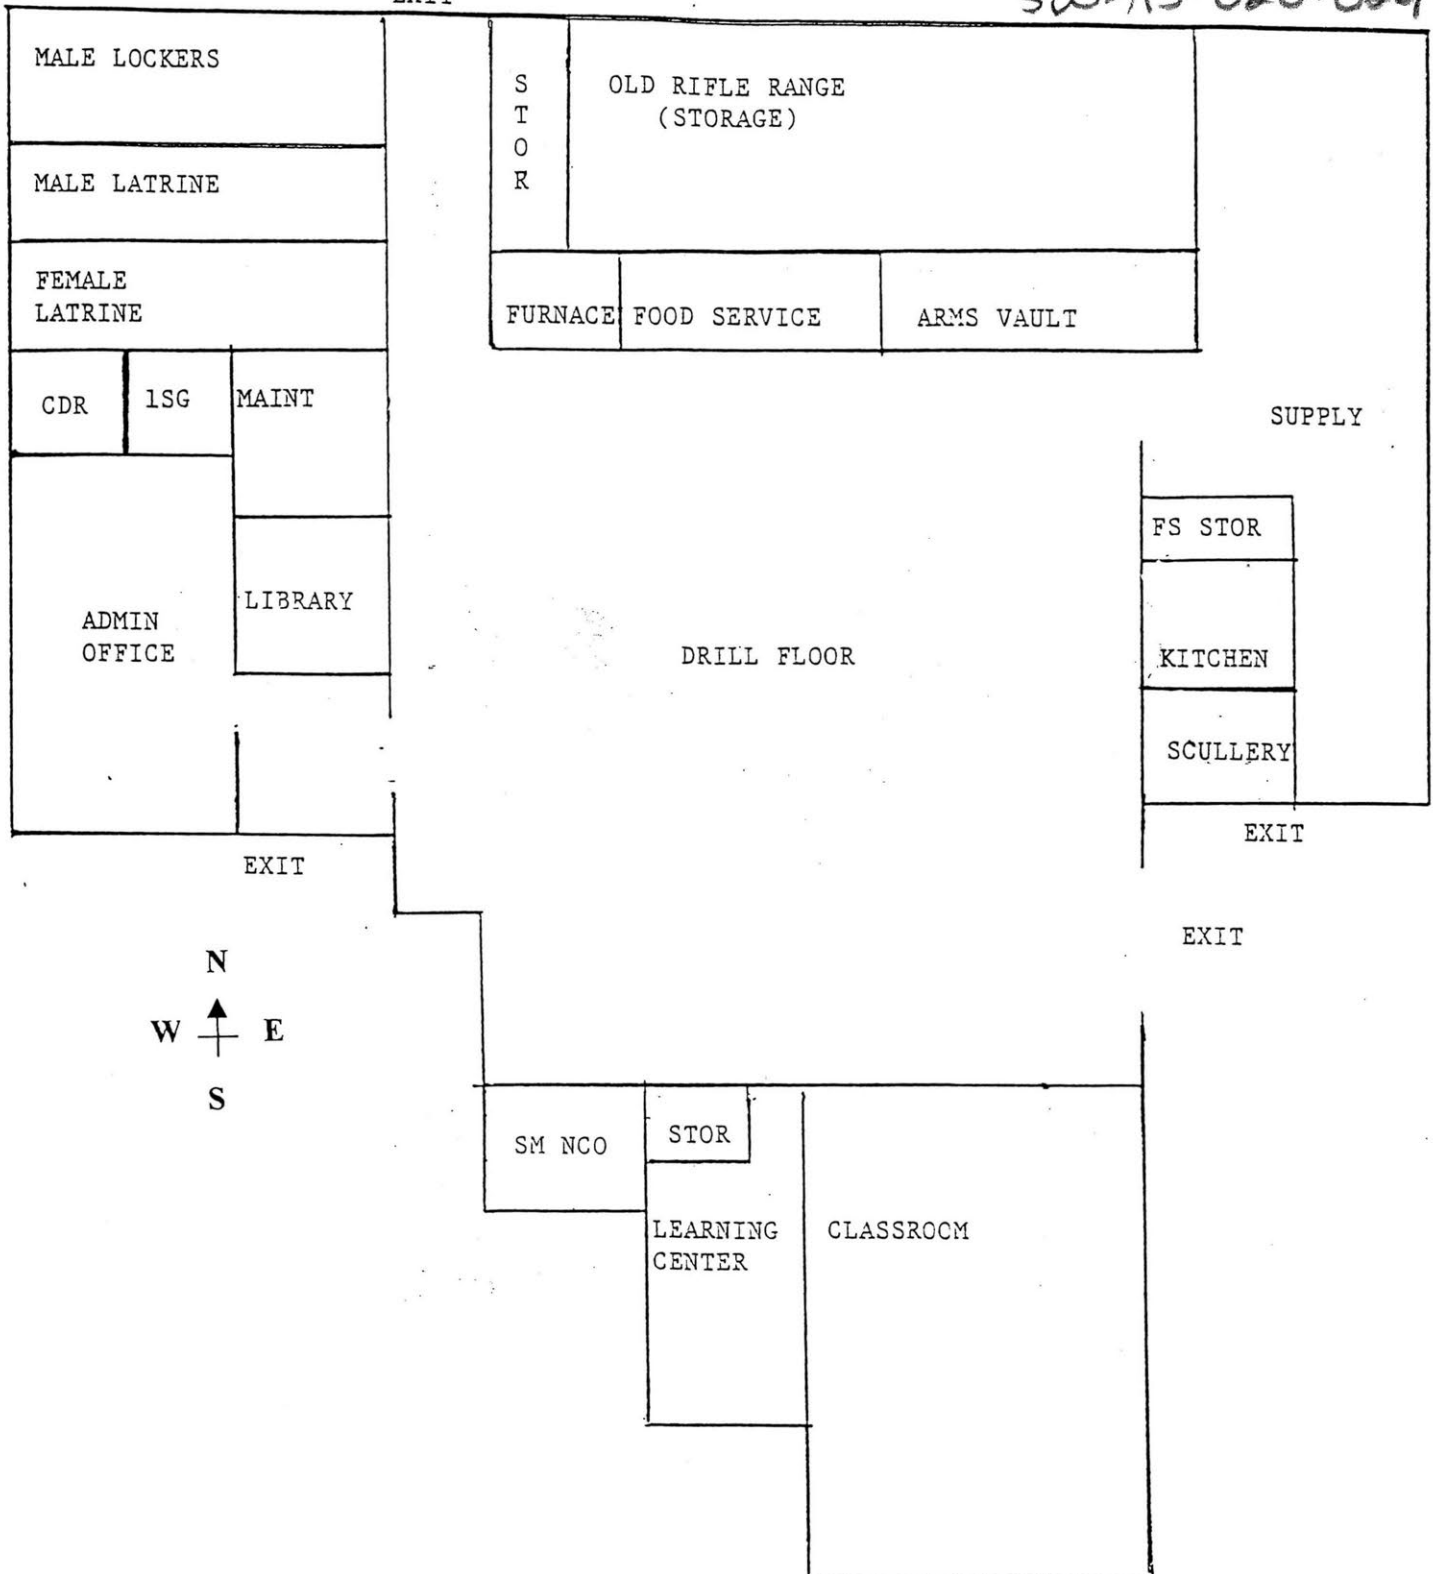 EXIT
MALE LOCKERS
S
T
O
R
OLD RIFLE RANGE
(STORAGE)
MALE LATRINE
FEMALE
LATRINE
FURNACE
FOOD SERVICE
ARMS VAULT
CDR
1SG
MAINT
SUPPLY
FS STOR
LIBRARY
ADMIN
OFFICE
DRILL FLOOR
KITCHEN
SCULLERY
EXIT
EXIT
EXIT
N
W E
S
SM NCO
STOR
LEARNING
CENTER
CLASSROOM